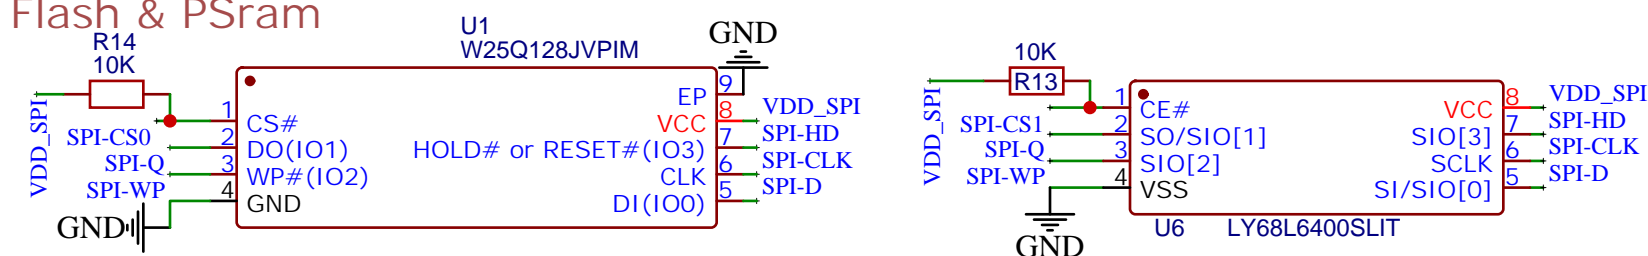 Flash & PSram
R14
10K
VDD_SPI
SPI-CS0
SPI-Q
SPI-WP
GND
U1
W25Q128JVPIM
1
2
3
4
CS#
DO(IO1)
WP#(IO2)
GND
EP
VCC
HOLD# or RESET#(IO3)
CLK
DI(IO0)
9
8
7
6
5
GND
VDD_SPI
SPI-HD
SPI-CLK
SPI-D
10K
R13
VDD_SPI
SPI-CS1
SPI-Q
SPI-WP
GND
1
2
3
4
CE#
SO/SIO[1]
SIO[2]
VSS
VCC
SIO[3]
SCLK
SI/SIO[0]
8
7
6
5
VDD_SPI
SPI-HD
SPI-CLK
SPI-D
U6
LY68L6400SLIT